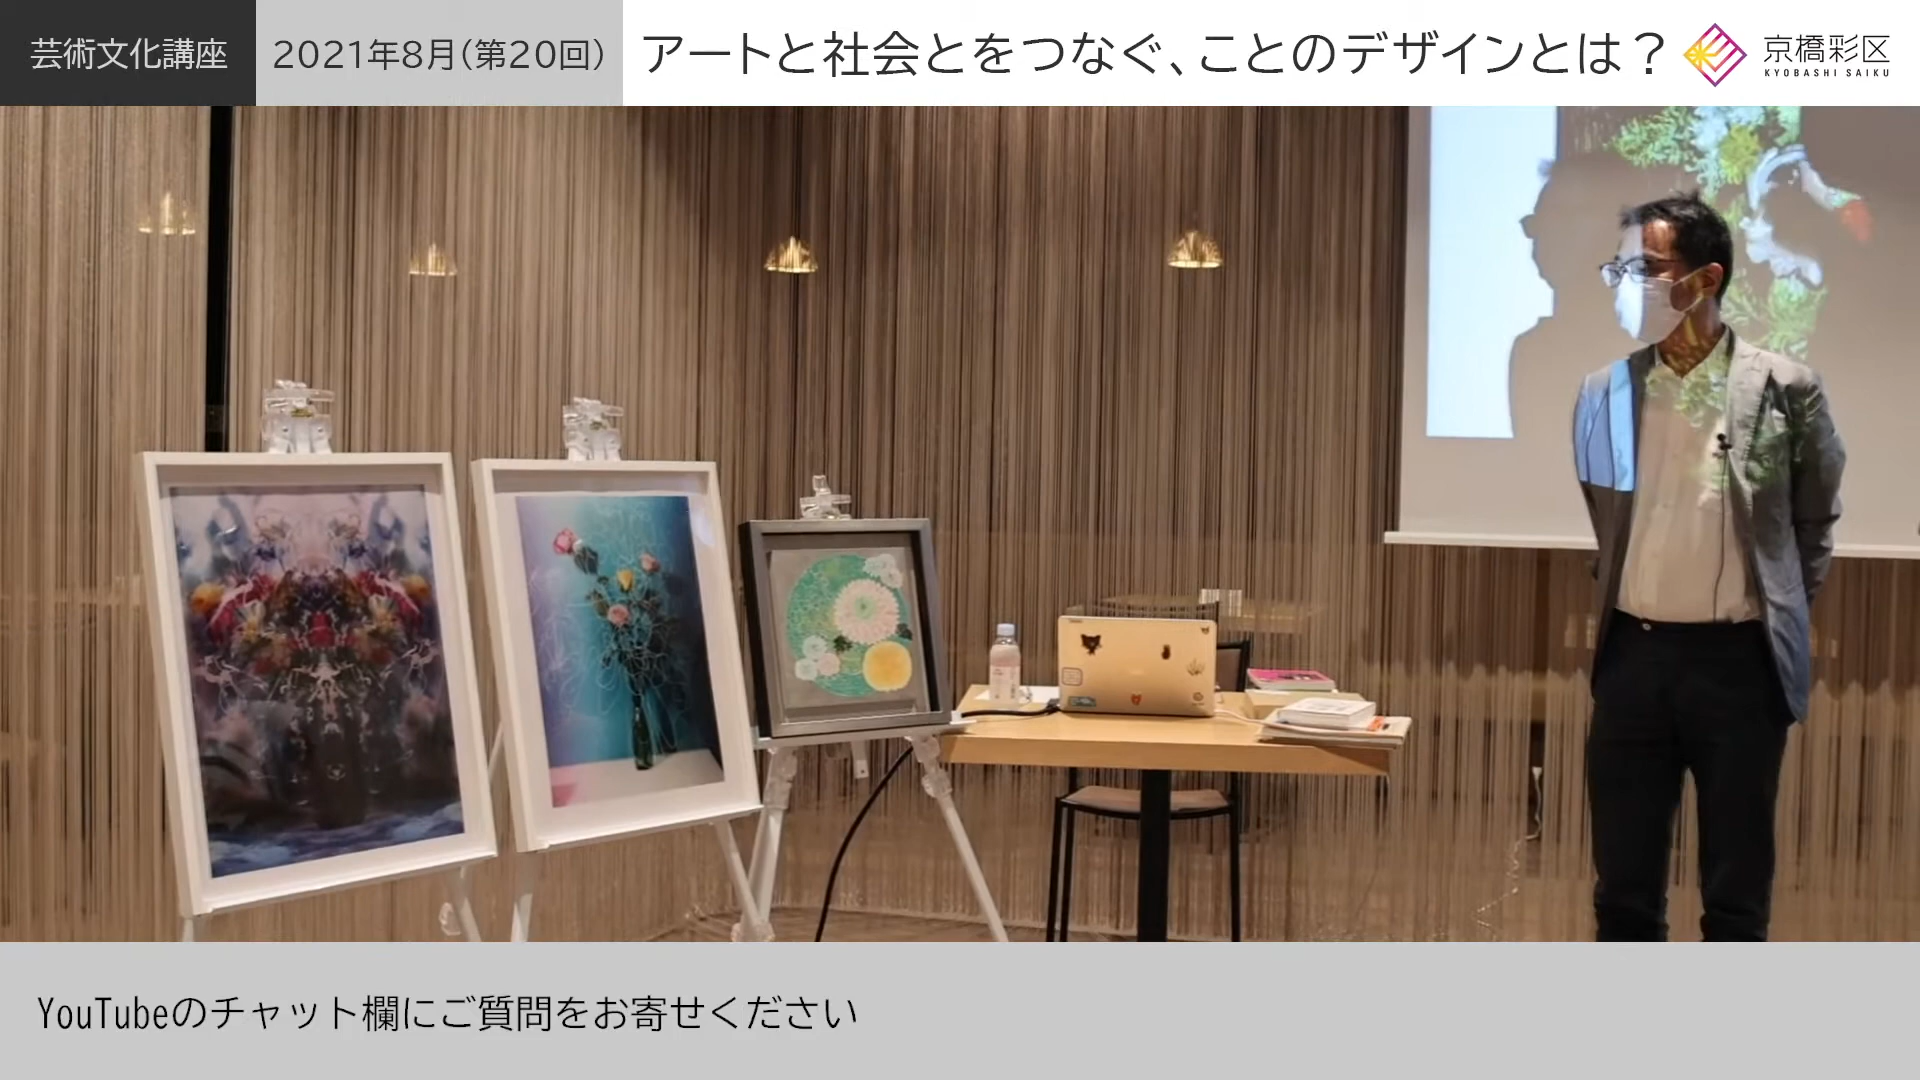 芸術文化講座
2021年8月(第20回)
アートと社会とをつなぐ、ことのデザインとは？
京橋彩区
KYOBASHI SAIKU
YouTubeのチャット欄にご質問をお寄せください